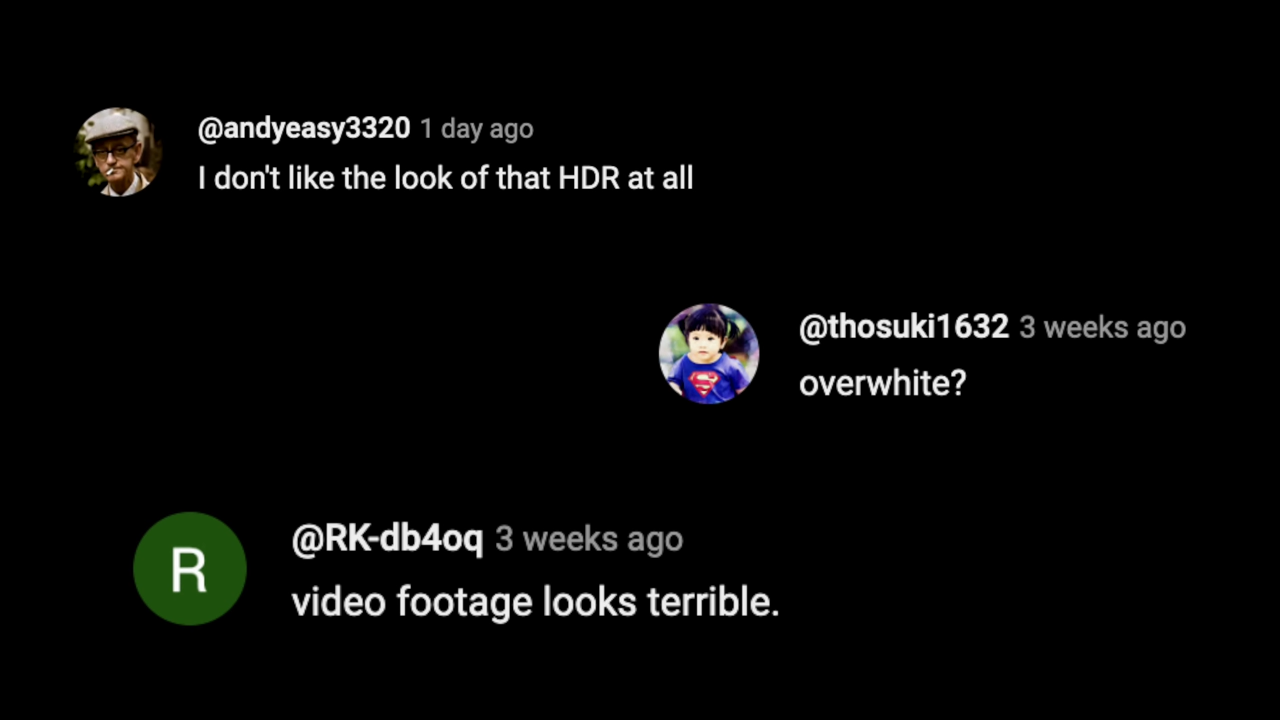 @andyeasy3320 1 day ago
I don't like the look of that HDR at all
@thosuki1632 3 weeks ago
overwhite?
R
@RK-db4oq 3 weeks ago
video footage looks terrible.